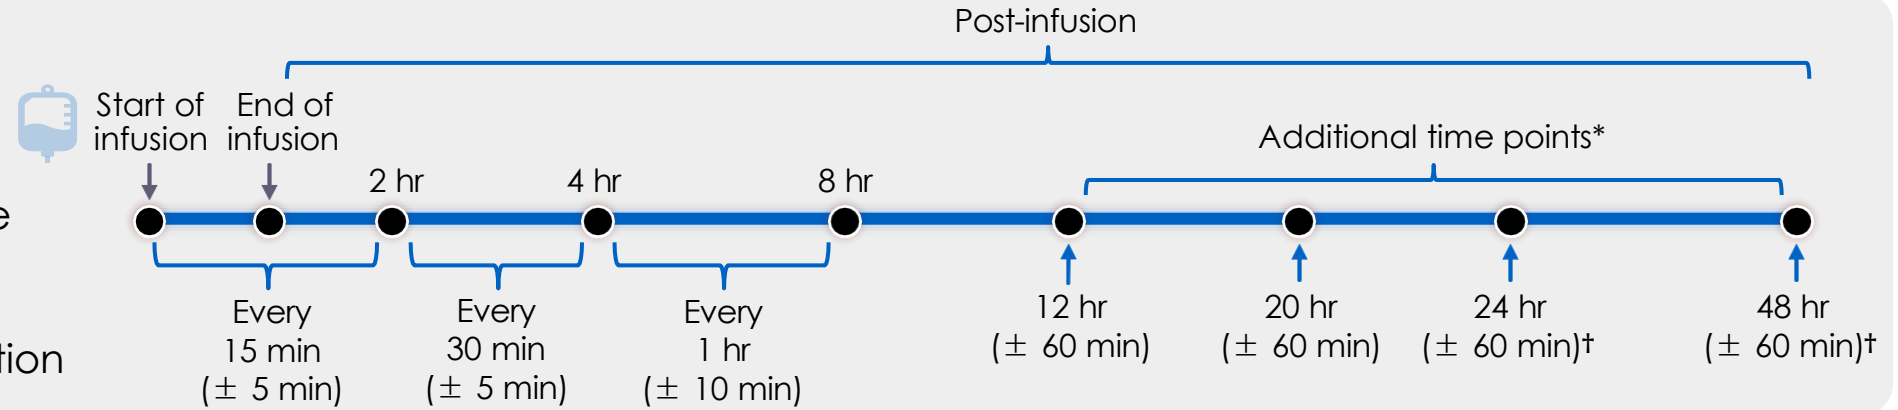 Post-infusion
Start of
infusion
End of
infusion
Additional time points*
2 hr
4 hr
8 hr
e
tion
Every
15 min
(± 5 min)
Every
30 min
(± 5 min)
Every
1 hr
(± 10 min)
12 hr
(± 60 min)
20 hr
(± 60 min)
24 hr
(± 60 min)†
48 hr
(± 60 min)†